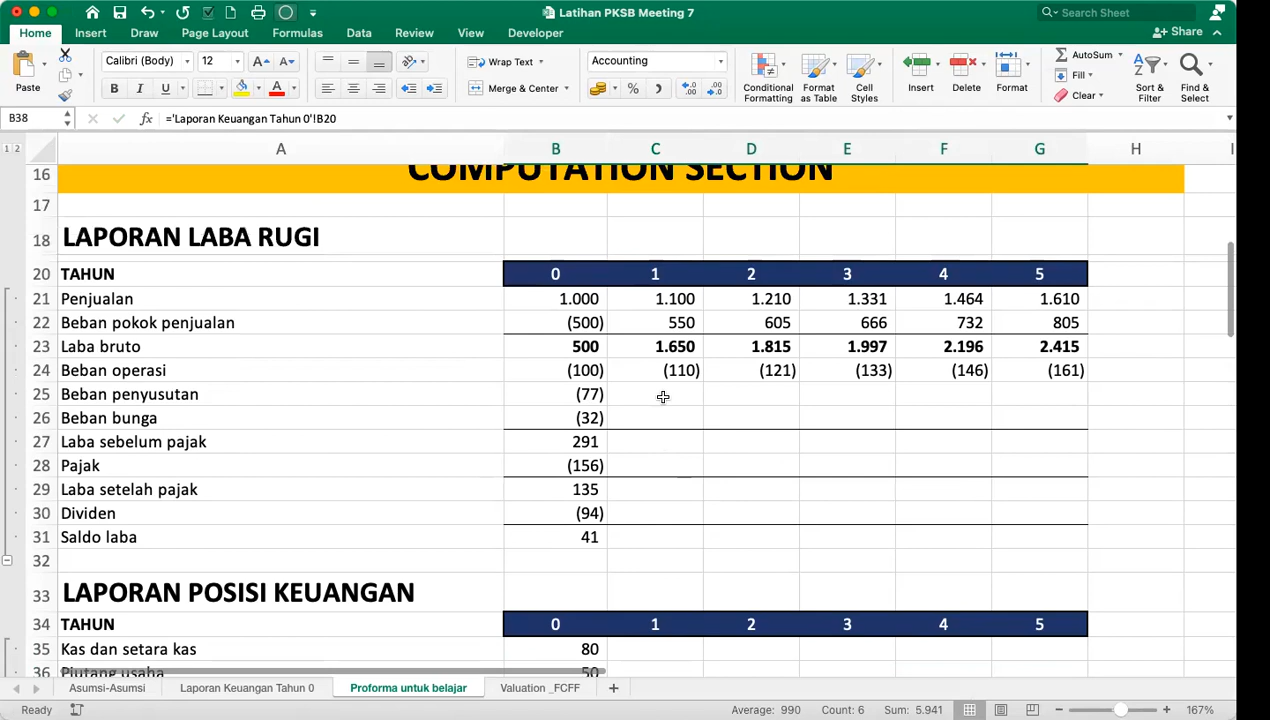 Latihan PKSB Meeting 7
Search Sheet
Home Insert Draw Page Layout Formulas Data Review View Developer
Share
Paste
Calibri (Body) 12
B I U
A A
Wrap Text
Merge & Center
Accounting
%
Conditional Formatting
Format as Table
Cell Styles
Insert
Delete
Format
AutoSum
Fill
Clear
Sort & Filter
Find & Select
B38 fx ='Laporan Keuangan Tahun 0'!B20
1 2 A B C D E F G H I
16 COMPUTATION SECTION
17
18 LAPORAN LABA RUGI
20 TAHUN 0 1 2 3 4 5
21 Penjualan 1.000 1.100 1.210 1.331 1.464 1.610
22 Beban pokok penjualan (500) 550 605 666 732 805
23 Laba bruto 500 1.650 1.815 1.997 2.196 2.415
24 Beban operasi (100) (110) (121) (133) (146) (161)
25 Beban penyusutan (77)
26 Beban bunga (32)
27 Laba sebelum pajak 291
28 Pajak (156)
29 Laba setelah pajak 135
30 Dividen (94)
31 Saldo laba 41
32
33 LAPORAN POSISI KEUANGAN
34 TAHUN 0 1 2 3 4 5
35 Kas dan setara kas 80
36 Piutang usaha 50
Asumsi-Asumsi Laporan Keuangan Tahun 0 Proforma untuk belajar Valuation _FCFF +
Ready Average: 990 Count: 6 Sum: 5.941 167%